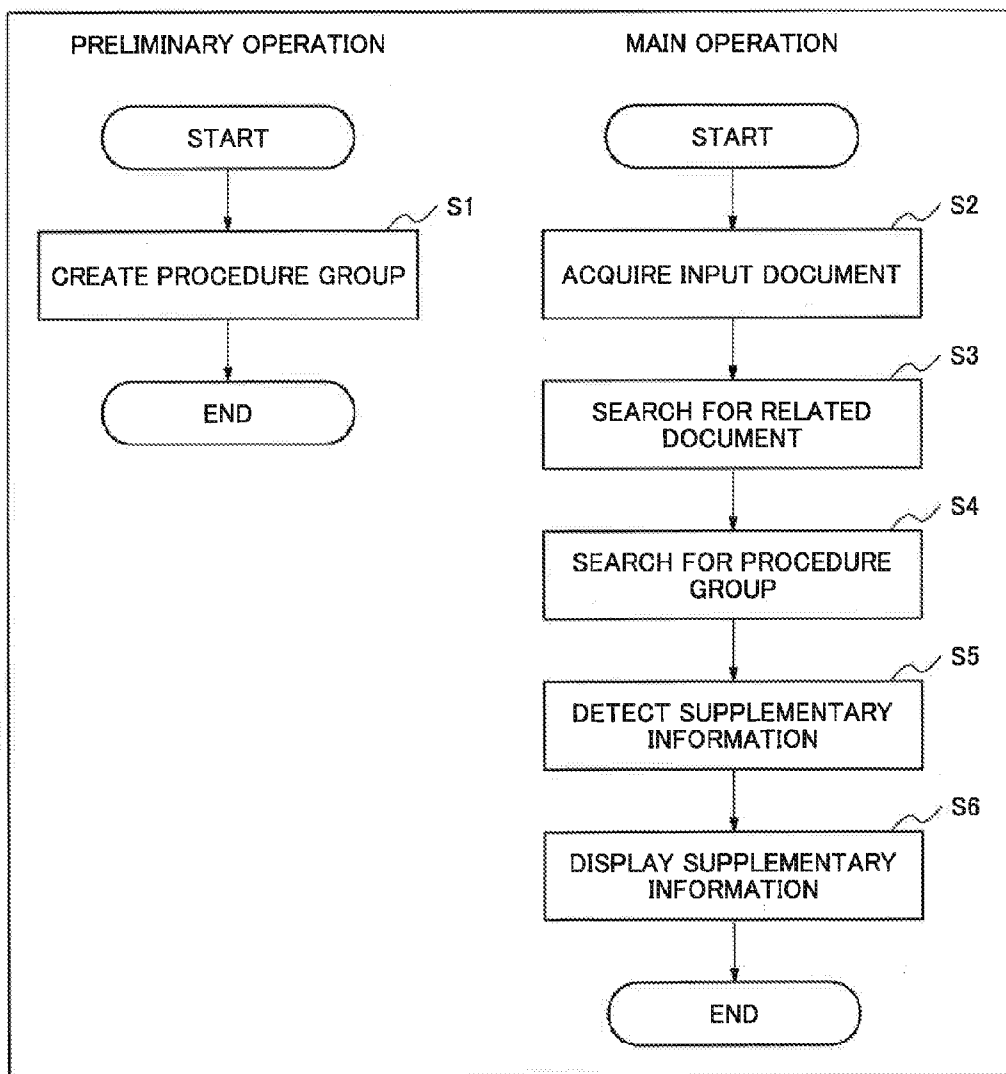 PRELIMINARY OPERATION
START
S1
CREATE PROCEDURE GROUP
END
MAIN OPERATION
START
S2
ACQUIRE INPUT DOCUMENT
S3
SEARCH FOR RELATED
DOCUMENT
S4
SEARCH FOR PROCEDURE
GROUP
S5
DETECT SUPPLEMENTARY
INFORMATION
S6
DISPLAY SUPPLEMENTARY
INFORMATION
END